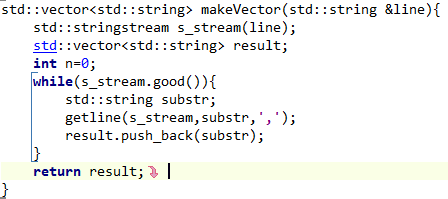 std::vector<std::string> makeVector(std::string &line){
    std::stringstream s_stream(line);
    std::vector<std::string> result;
    int n=0;
    while(s_stream.good()){
        std::string substr;
        getline(s_stream,substr,',');
        result.push_back(substr);
    }
    return result;
}